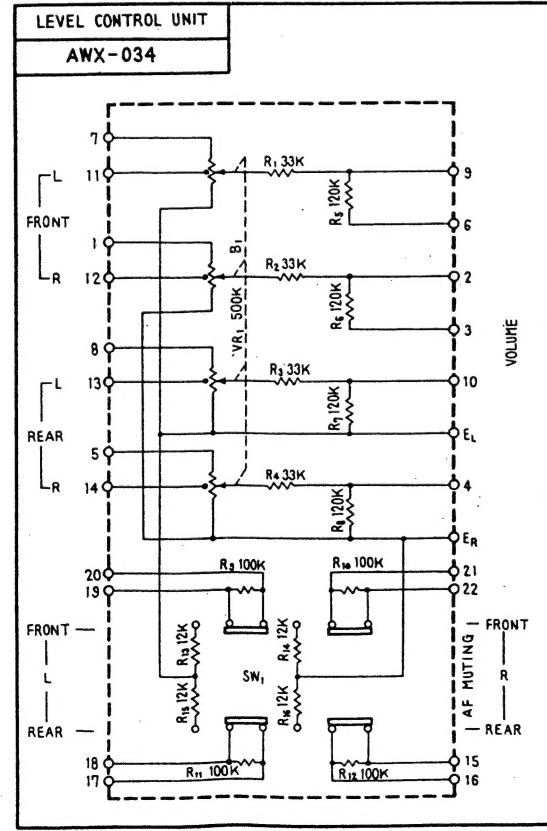 LEVEL CONTROL UNIT
AWX-034
7
L 11 R1 33K 9
R5 120K
FRONT 6
1 B1
R 12 R2 33K 2
R6 120K
VR1 500K
3
8 VOLUME
L 13 R3 33K 10
R7 120K
REAR EL
5
R 14 R4 33K 4
R8 120K
ER
20 R9 100K R10 100K 21
19 22
FRONT R13 12K R14 12K FRONT
L SW1 AF MUTING R
R15 12K R16 12K
REAR REAR
18 15
17 R11 100K R12 100K 16